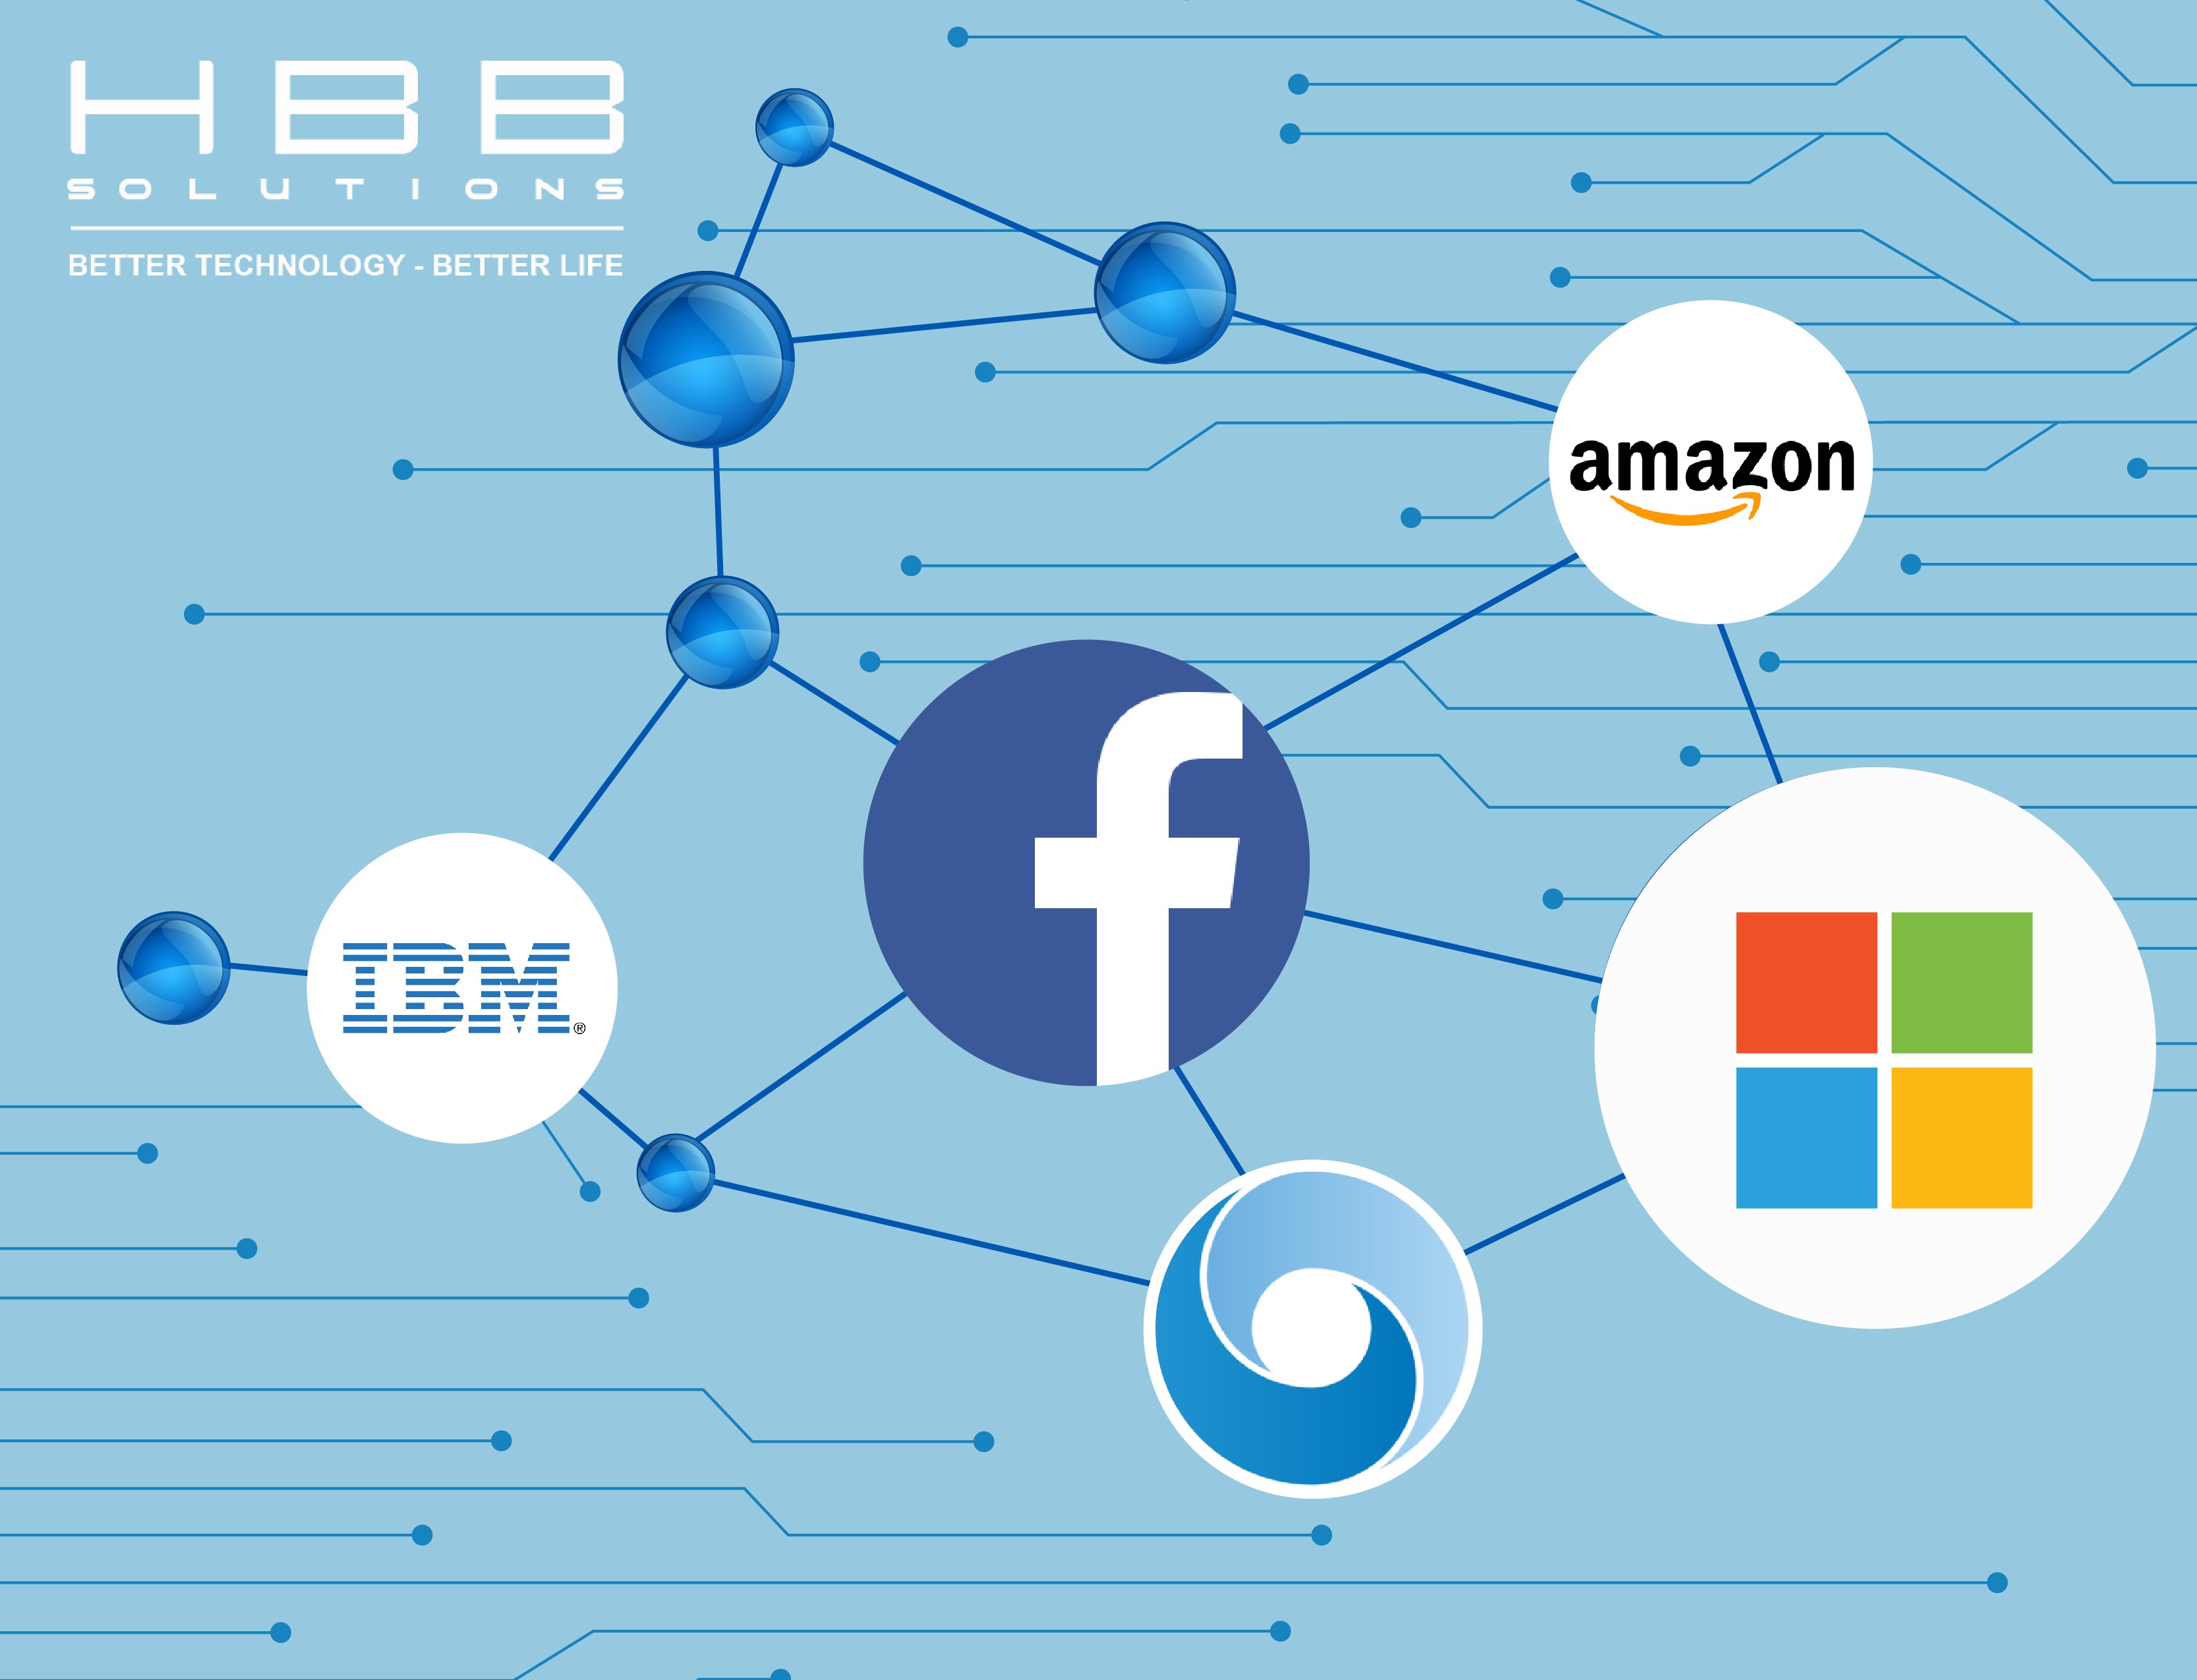 HBB
SOLUTIONS
BETTER TECHNOLOGY - BETTER LIFE
amazon
f
IBM®